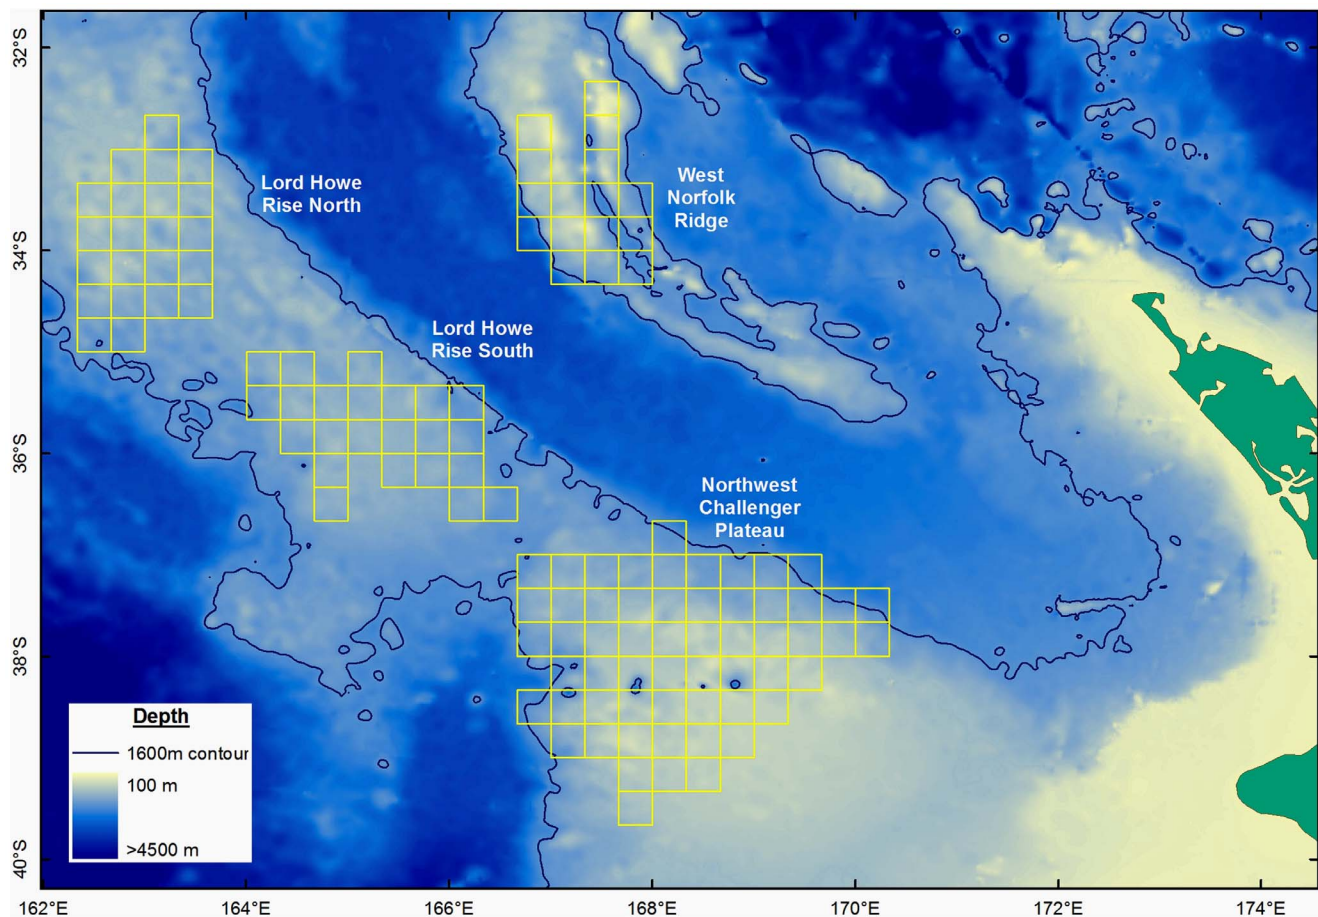 32°S
34°S
36°S
38°S
40°S
Lord Howe
Rise North
West
Norfolk
Ridge
Lord Howe
Rise South
Northwest
Challenger
Plateau
Depth
1600m contour
100 m
>4500 m
162°E
164°E
166°E
168°E
170°E
172°E
174°E